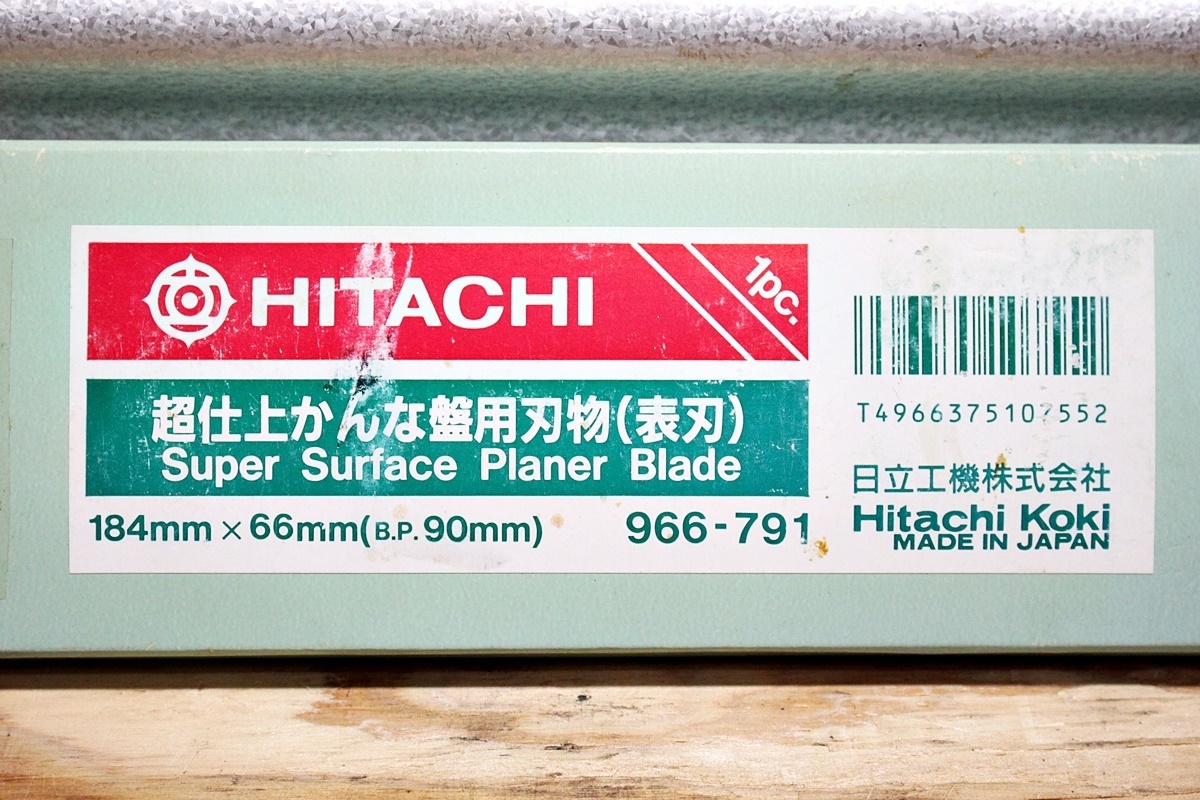 HITACHI
1pc.
超仕上かんな盤用刃物(表刃)
Super Surface Planer Blade
184mm×66mm(B.P. 90mm)
966-791
日立工機株式会社
Hitachi Koki
MADE IN JAPAN